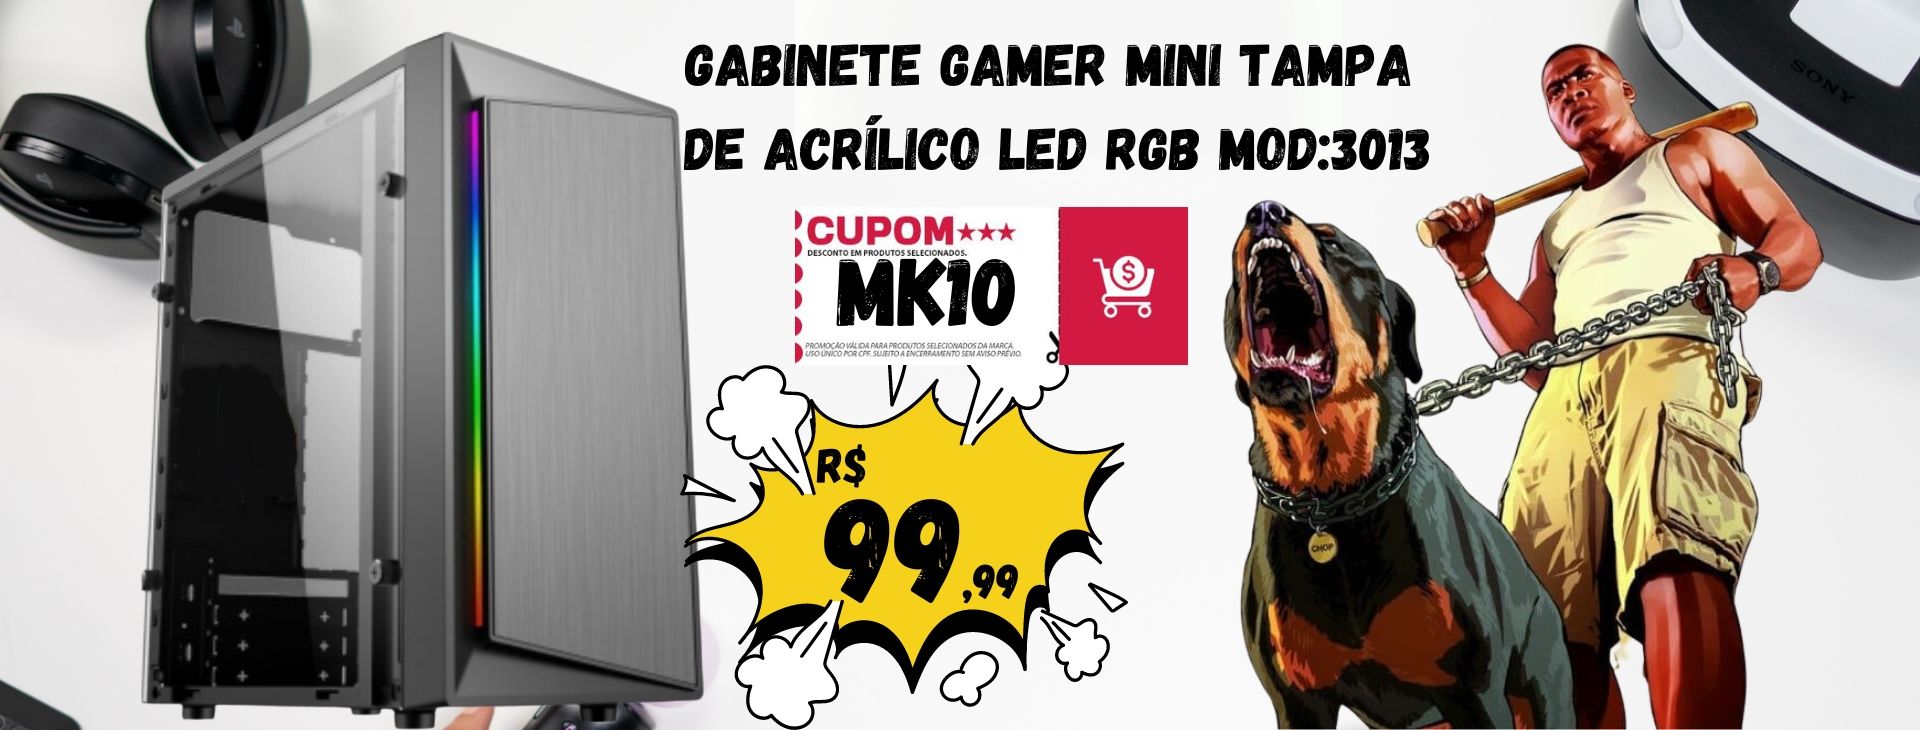 GABINETE GAMER MINI TAMPA
DE ACRÍLICO LED RGB MOD:3013
SONY
CUPOM
DESCONTO EM PRODUTOS SELECIONADOS.
MK10
$
PROMOÇÃO VÁLIDA PARA PRODUTOS SELECIONADOS DA MARCA.
USO ÚNICO POR CPF. SUJEITO A ENCERRAMENTO SEM AVISO PRÉVIO.
R$
99,99
CHOP